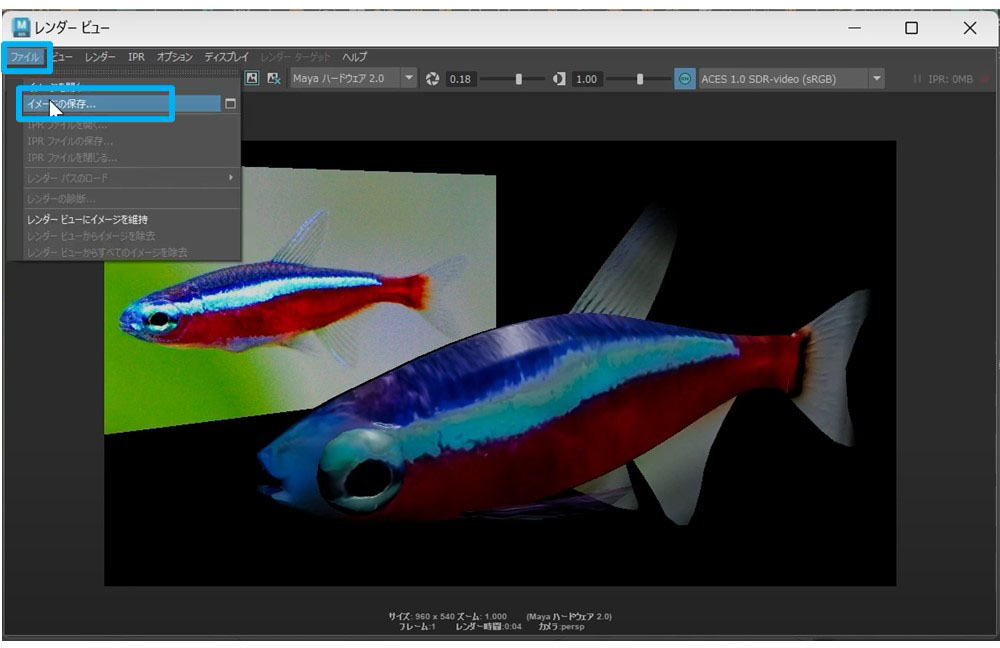 レンダー ビュー
ファイル ビュー レンダー IPR オプション ディスプレイ レンダー ターゲット ヘルプ
Maya ハードウェア 2.0 0.18 1.00 ON ACES 1.0 SDR-video (sRGB) IPR: 0MB
イメージを開く...
イメージの保存...
IPR ファイルを開く...
IPR ファイルの保存...
IPR ファイルを閉じる...
レンダー パスのロード
レンダーの診断...
レンダー ビューにイメージを維持
レンダー ビューからイメージを除去
レンダー ビューからすべてのイメージを除去
サイズ: 960 x 540 ズーム: 1.000 (Maya ハードウェア 2.0)
フレーム:1 レンダー時間:0:04 カメラ:persp